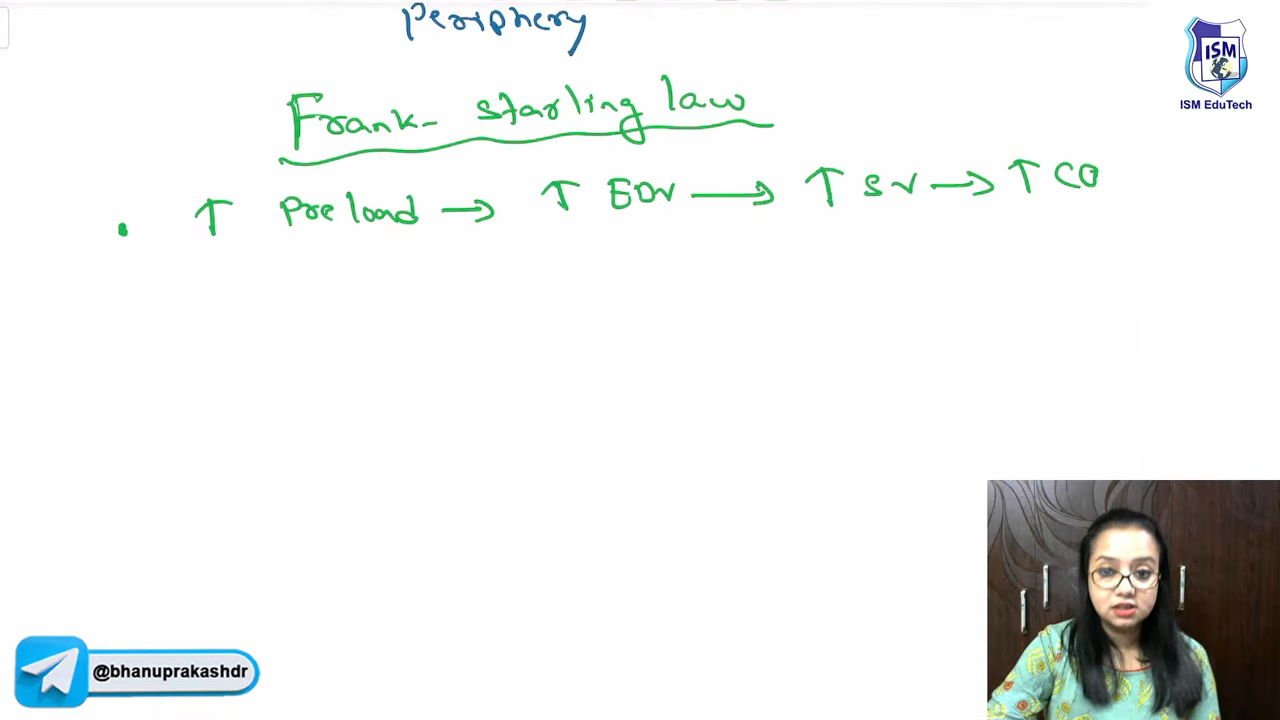 Periphery
ISM
ISM EduTech
Frank- starling law
. ↑ Preload → ↑ EDV → ↑ SV → ↑ CO
@bhanuprakashdr